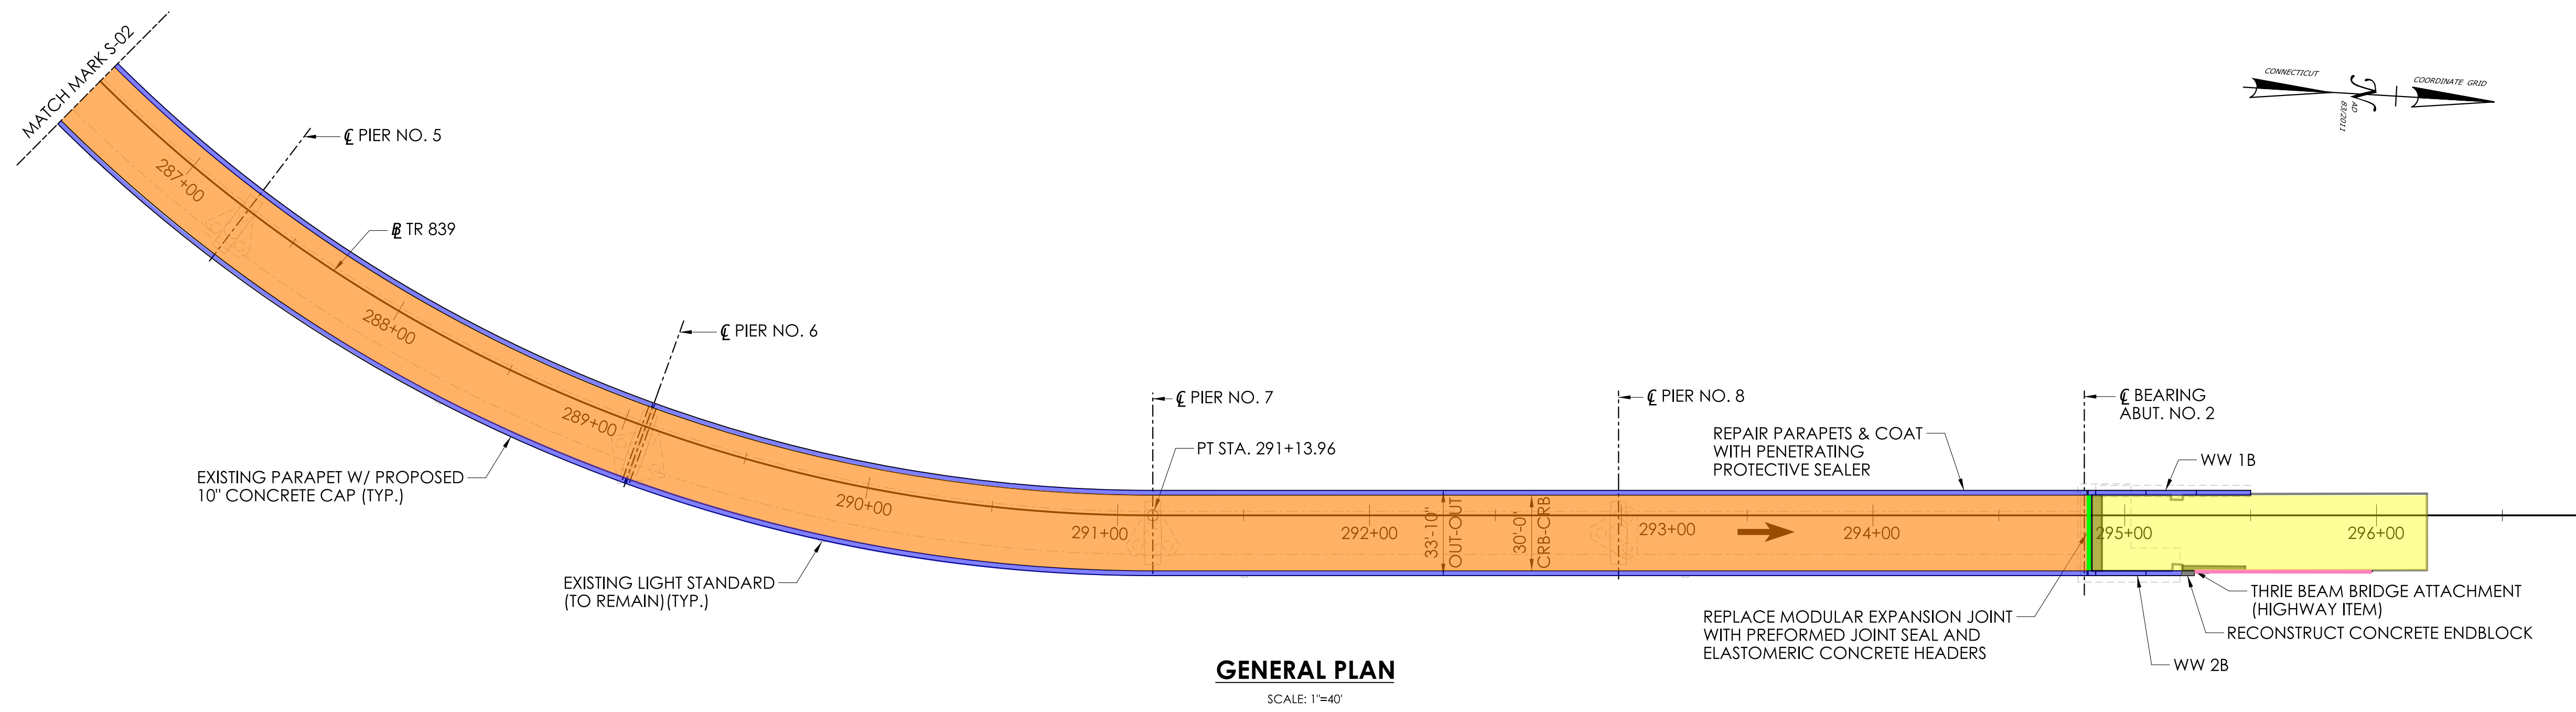 MATCH MARK S-02
CONNECTICUT
COORDINATE GRID
N
AD
83/2011
℄ PIER NO. 5
287+00
℄ TR 839
288+00
℄ PIER NO. 6
289+00
EXISTING PARAPET W/ PROPOSED
10" CONCRETE CAP (TYP.)
290+00
EXISTING LIGHT STANDARD
(TO REMAIN)(TYP.)
℄ PIER NO. 7
PT STA. 291+13.96
291+00
292+00
33'-10"
OUT-OUT
30'-0"
CRB-CRB
℄ PIER NO. 8
293+00
REPAIR PARAPETS & COAT
WITH PENETRATING
PROTECTIVE SEALER
294+00
℄ BEARING
ABUT. NO. 2
WW 1B
295+00
296+00
THRIE BEAM BRIDGE ATTACHMENT
(HIGHWAY ITEM)
RECONSTRUCT CONCRETE ENDBLOCK
WW 2B
REPLACE MODULAR EXPANSION JOINT
WITH PREFORMED JOINT SEAL AND
ELASTOMERIC CONCRETE HEADERS
GENERAL PLAN
SCALE: 1"=40'